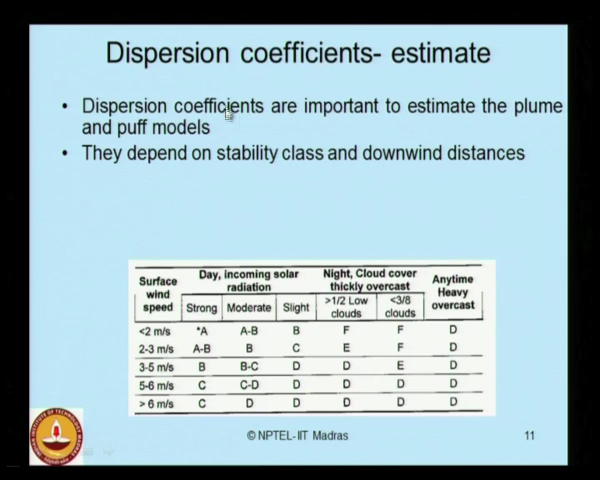 Dispersion coefficients- estimate
• Dispersion coefficients are important to estimate the plume
and puff models
• They depend on stability class and downwind distances
Surface wind speed Day, incoming solar radiation Night, Cloud cover thickly overcast Anytime Heavy overcast
Strong Moderate Slight >1/2 Low clouds <3/8 clouds
<2 m/s *A A-B B F F D
2-3 m/s A-B B C E F D
3-5 m/s B B-C D D E D
5-6 m/s C C-D D D D D
> 6 m/s C D D D D D
© NPTEL-IIT Madras
11